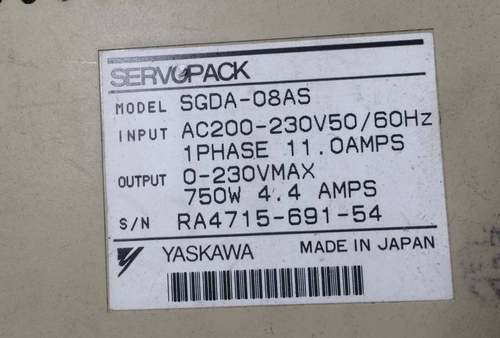 SERVOPACK
MODEL SGDA-08AS
INPUT AC200-230V50/60Hz
1PHASE 11.0AMPS
OUTPUT 0-230VMAX
750W 4.4 AMPS
S/N RA4715-691-54
YASKAWA MADE IN JAPAN